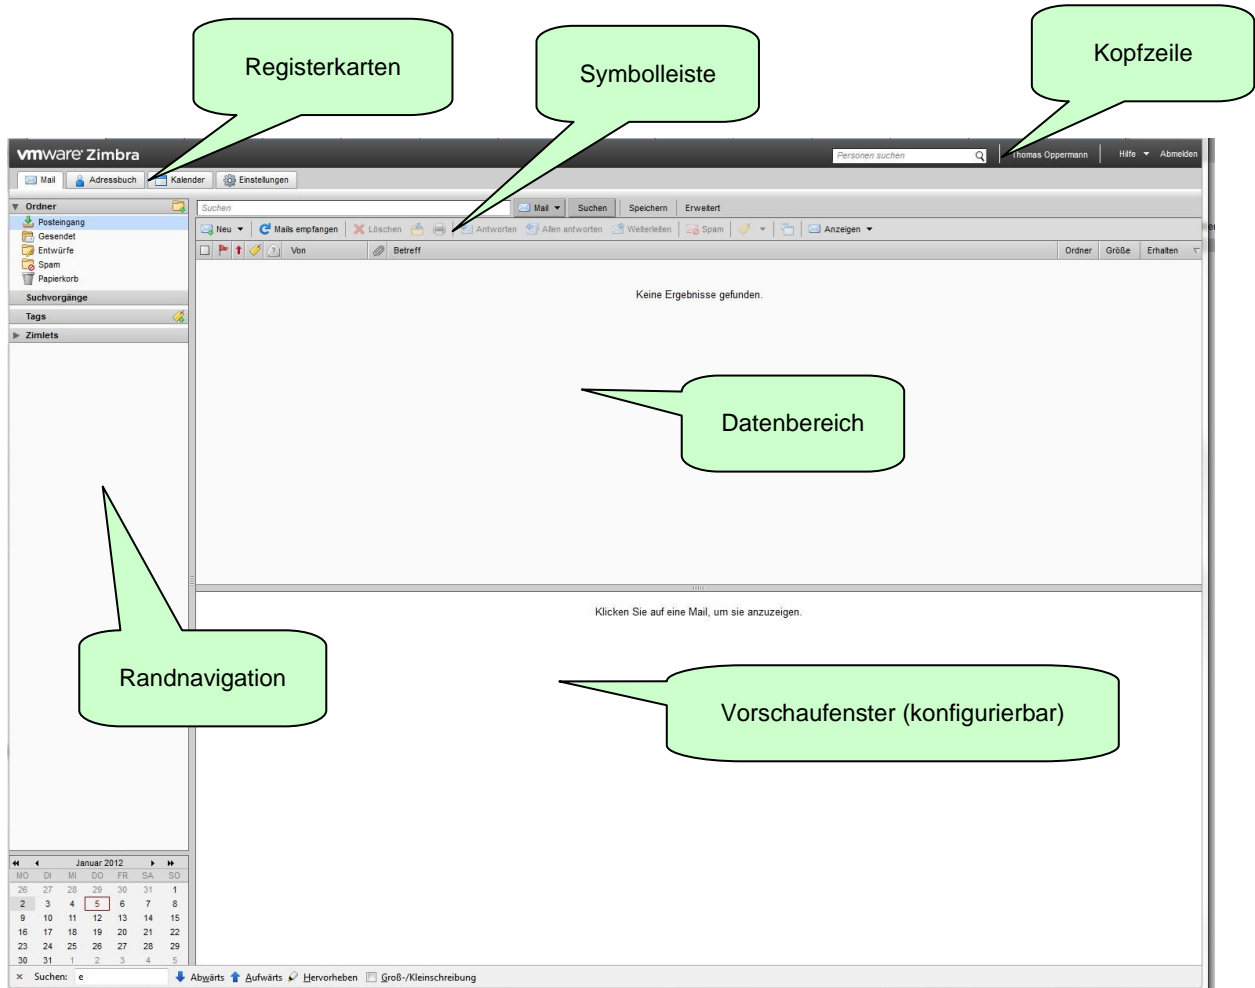 Registerkarten
Symbolleiste
Kopfzeile
vmware Zimbra
Personen suchen
Thomas Oppermann
Hilfe
Abmelden
Mail
Adressbuch
Kalender
Einstellungen
Ordner
Posteingang
Gesendet
Entwürfe
Spam
Papierkorb
Suchvorgänge
Tags
Zimlets
Suchen
Mail
Suchen
Speichern
Erweitert
Neu
Mails empfangen
Löschen
Antworten
Allen antworten
Weiterleiten
Spam
Anzeigen
Von
Betreff
Ordner
Größe
Erhalten
Keine Ergebnisse gefunden.
Datenbereich
Klicken Sie auf eine Mail, um sie anzuzeigen.
Randnavigation
Vorschaufenster (konfigurierbar)
Januar 2012
MO DI MI DO FR SA SO
26 27 28 29 30 31 1
2 3 4 5 6 7 8
9 10 11 12 13 14 15
16 17 18 19 20 21 22
23 24 25 26 27 28 29
30 31 1 2 3 4 5
× Suchen: e Abwärts Aufwärts Hervorheben Groß-/Kleinschreibung